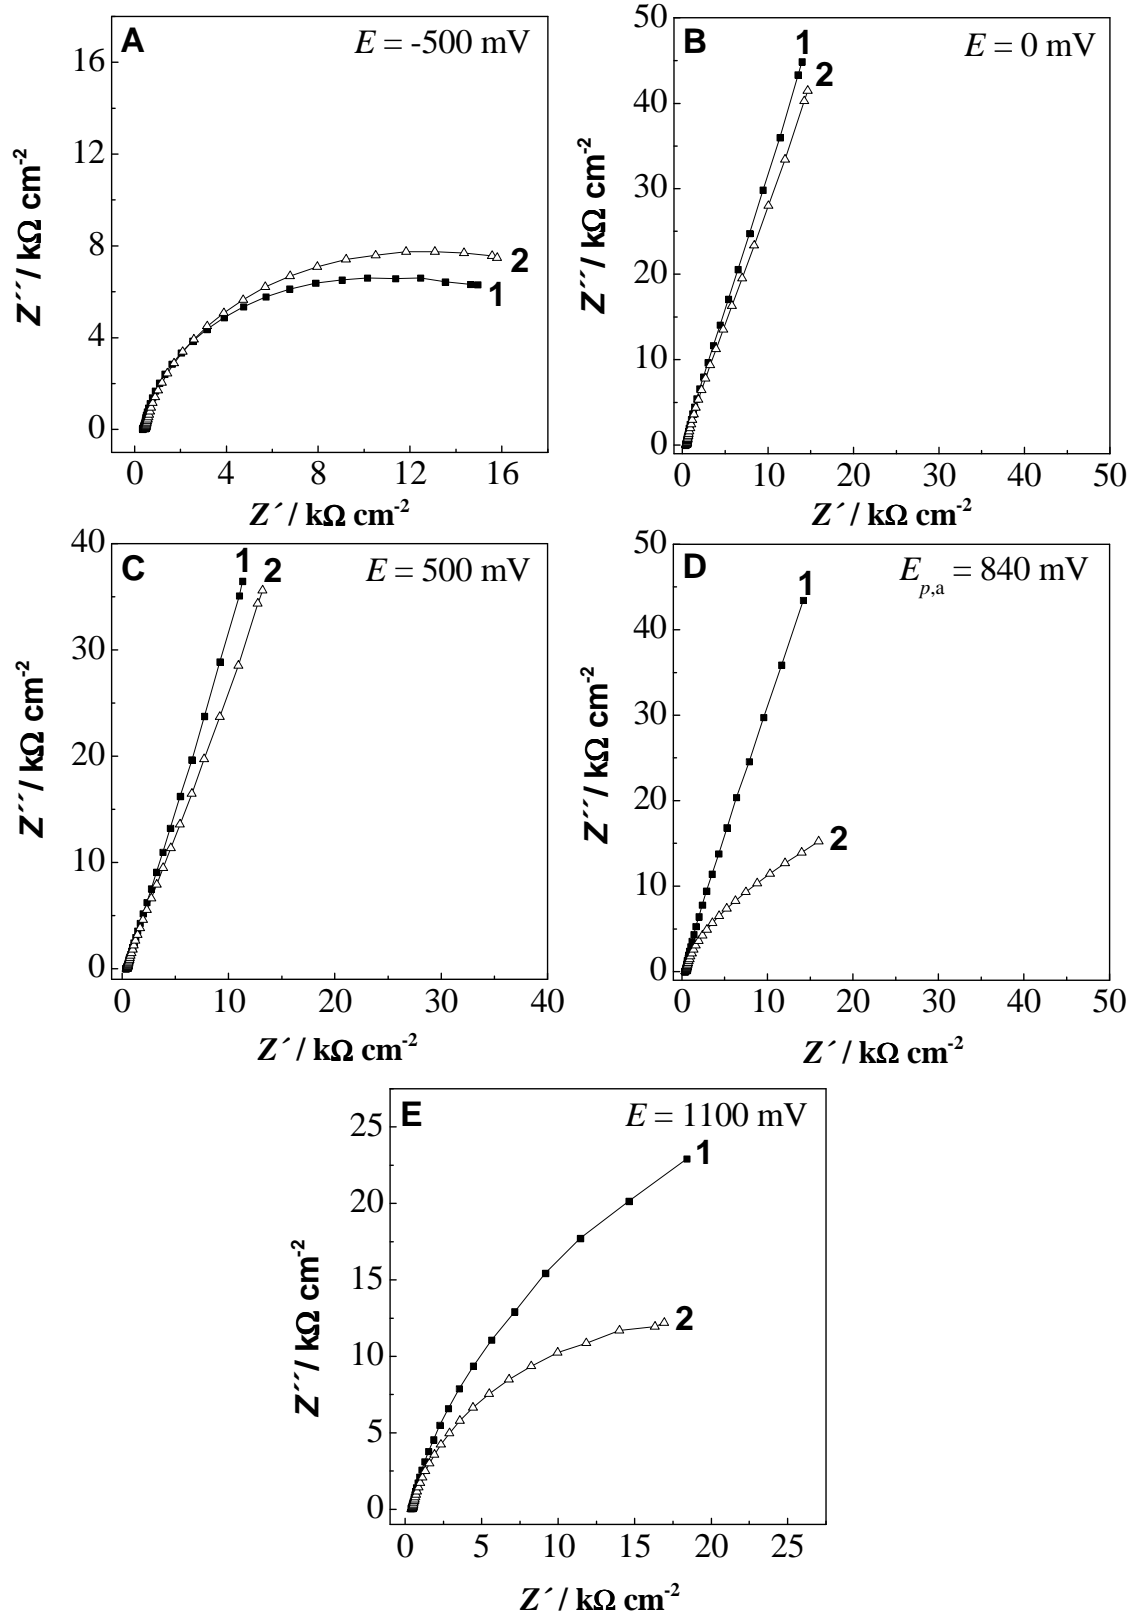 A
E = -500 mV
16
12
8
4
0
2
1
0 4 8 12 16
Z´´/ kΩ cm-2
Z´/ kΩ cm-2
B
1
2
E = 0 mV
50
40
30
20
10
0
0 10 20 30 40 50
Z´´/ kΩ cm-2
Z´/ kΩ cm-2
C
1
2
E = 500 mV
40
30
20
10
0
0 10 20 30 40
Z´´/ kΩ cm-2
Z´/ kΩ cm-2
D
1
Ep,a = 840 mV
50
40
30
20
10
0
2
0 10 20 30 40 50
Z´´/ kΩ cm-2
Z´/ kΩ cm-2
E
E = 1100 mV
1
25
20
15
10
5
0
2
0 5 10 15 20 25
Z´´/ kΩ cm-2
Z´/ kΩ cm-2